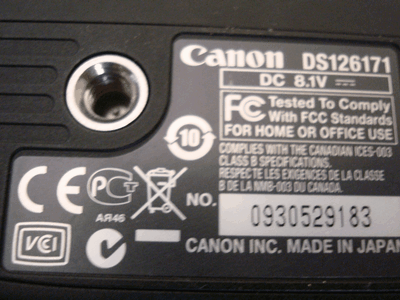 Canon DS126171
DC 8.1V
FC Tested To Comply
With FCC Standards
FOR HOME OR OFFICE USE
10
COMPLIES WITH THE CANADIAN ICES-003
CLASS B SPECIFICATIONS.
RESPECTE LES EXIGENCES DE LA CLASSE
B DE LA NMB-003 DU CANADA.
CE
AR46
NO. 0930529183
VCI
CANON INC. MADE IN JAPAN